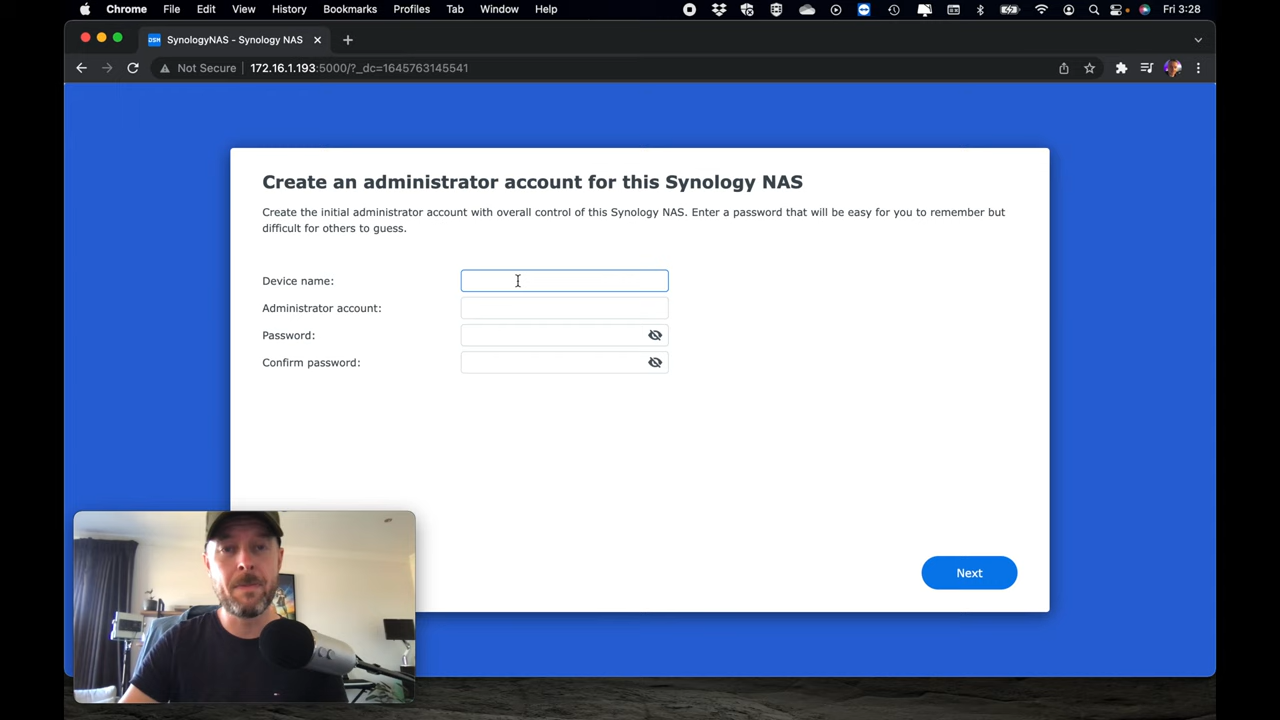 Chrome File Edit View History Bookmarks Profiles Tab Window Help Fri 3:28
DSM SynologyNAS - Synology NAS
Not Secure 172.16.1.193:5000/?_dc=1645763145541
Create an administrator account for this Synology NAS
Create the initial administrator account with overall control of this Synology NAS. Enter a password that will be easy for you to remember but
difficult for others to guess.
Device name:
Administrator account:
Password:
Confirm password:
Next